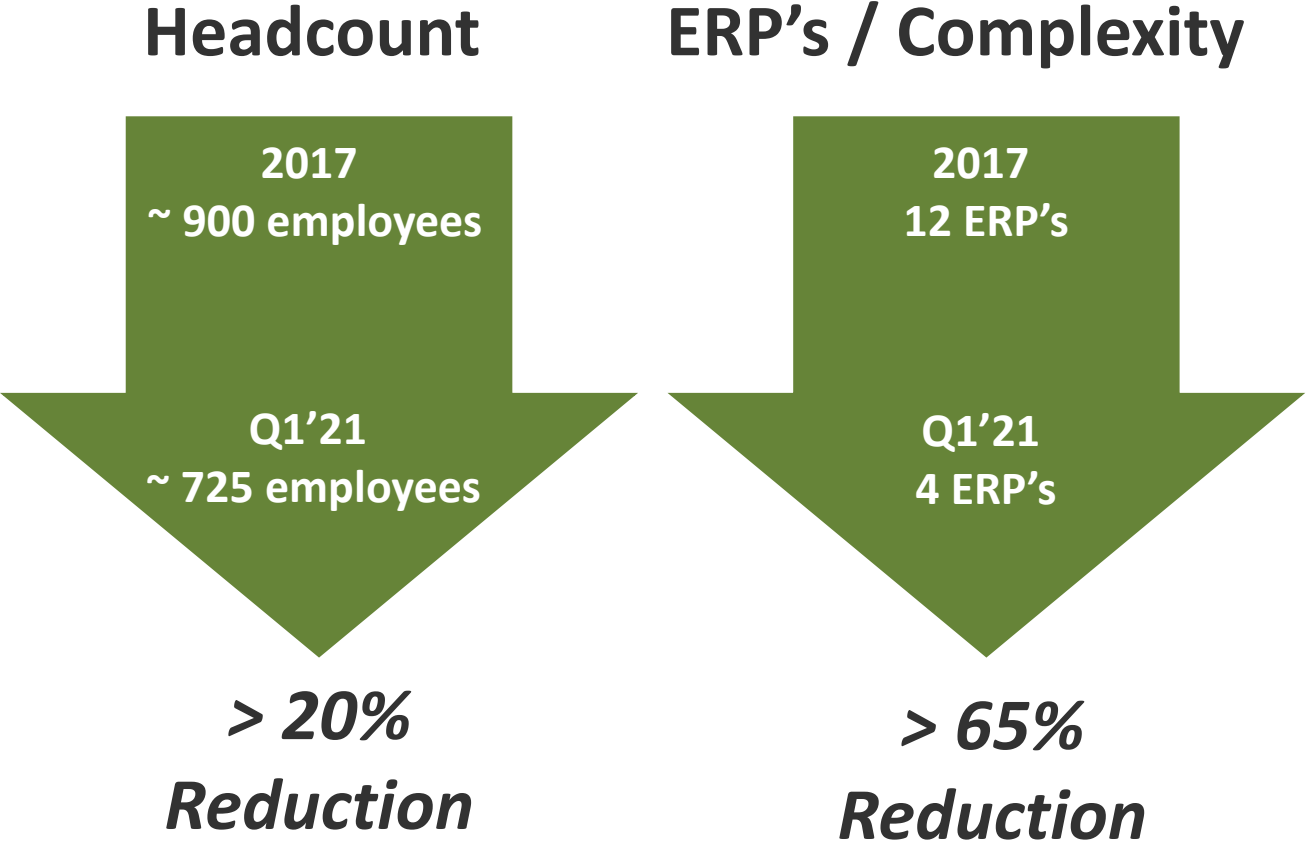 Headcount
2017
~ 900 employees
Q1’21
~ 725 employees
> 20%
Reduction
ERP’s / Complexity
2017
12 ERP’s
Q1’21
4 ERP’s
> 65%
Reduction